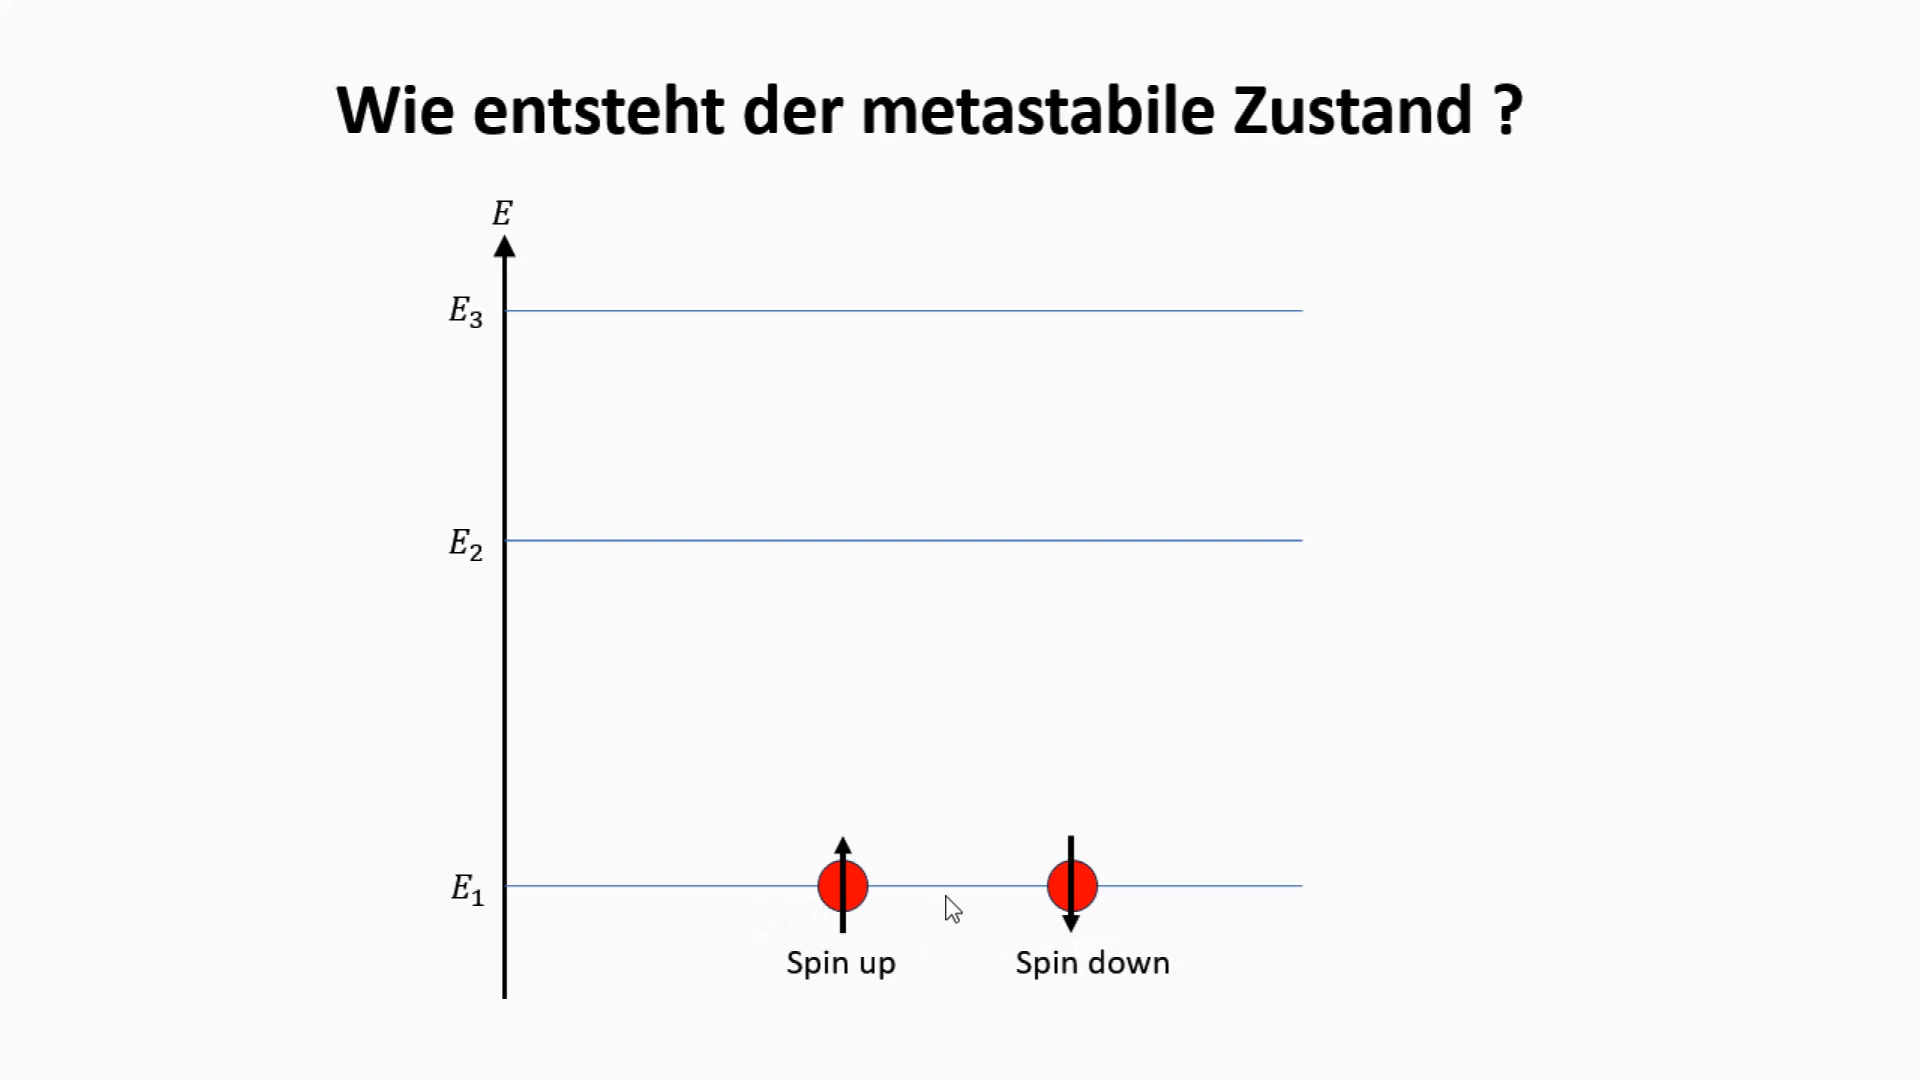 Wie entsteht der metastabile Zustand ?
E
E₃
E₂
E₁
Spin up
Spin down